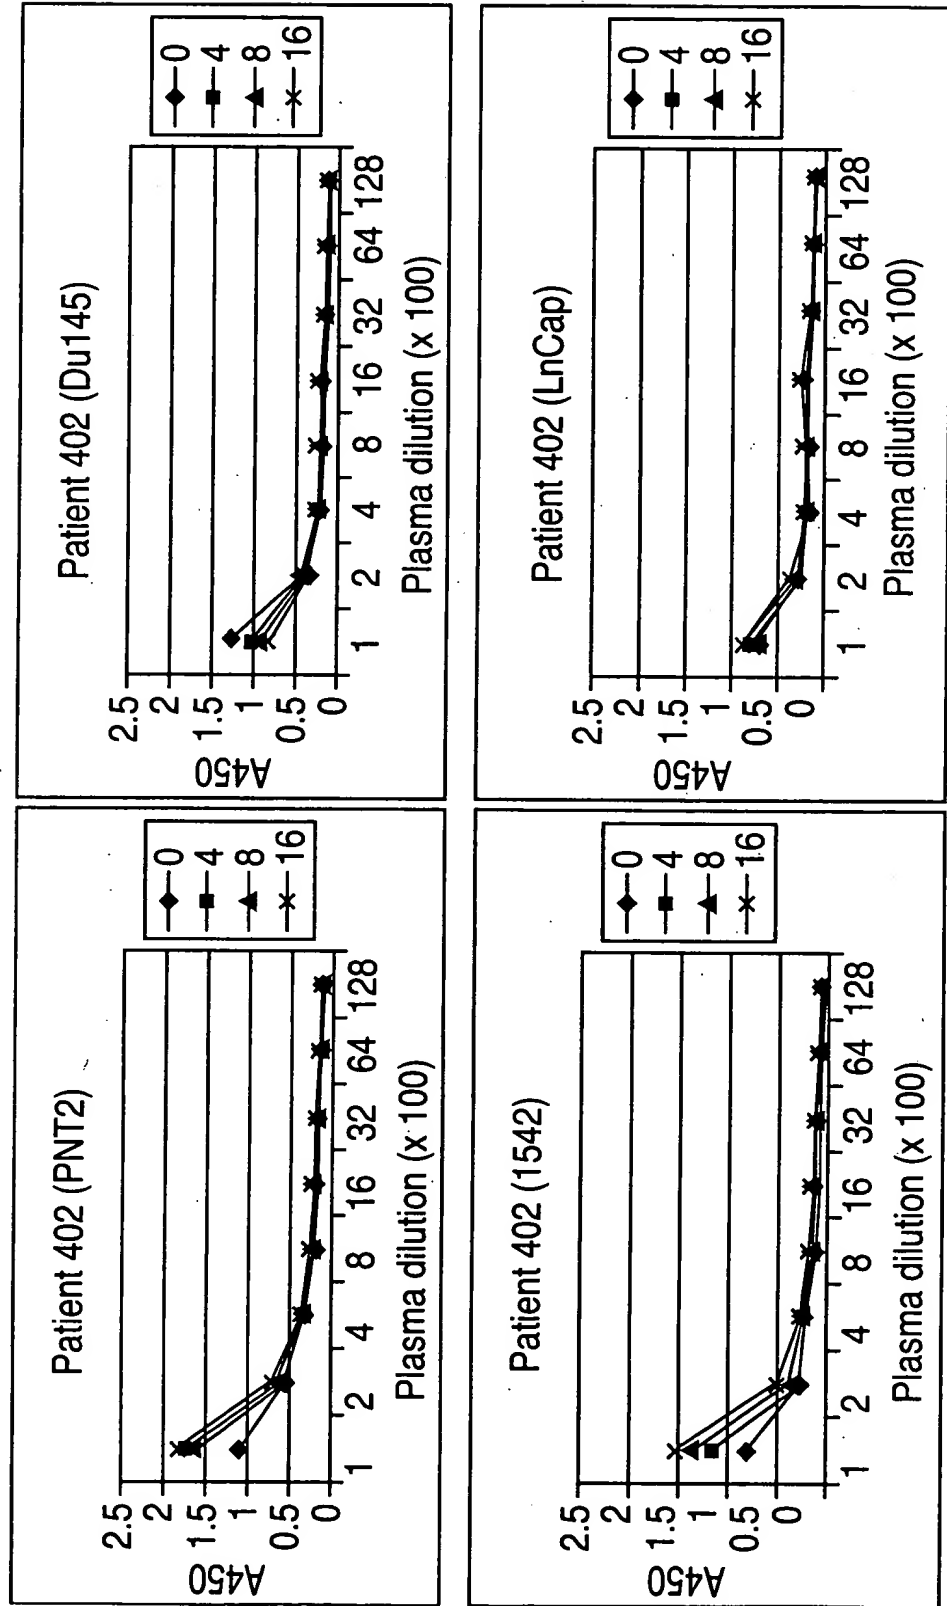 Patient 402 (PNT2)
A450
2.5
2
1.5
1
0.5
0
1 2 4 8 16 32 64 128
Plasma dilution (x 100)
0
4
8
16
Patient 402 (Du145)
A450
2.5
2
1.5
1
0.5
0
1 2 4 8 16 32 64 128
Plasma dilution (x 100)
0
4
8
16
Patient 402 (1542)
A450
2.5
2
1.5
1
0.5
0
1 2 4 8 16 32 64 128
Plasma dilution (x 100)
0
4
8
16
Patient 402 (LnCap)
A450
2.5
2
1.5
1
0.5
0
1 2 4 8 16 32 64 128
Plasma dilution (x 100)
0
4
8
16